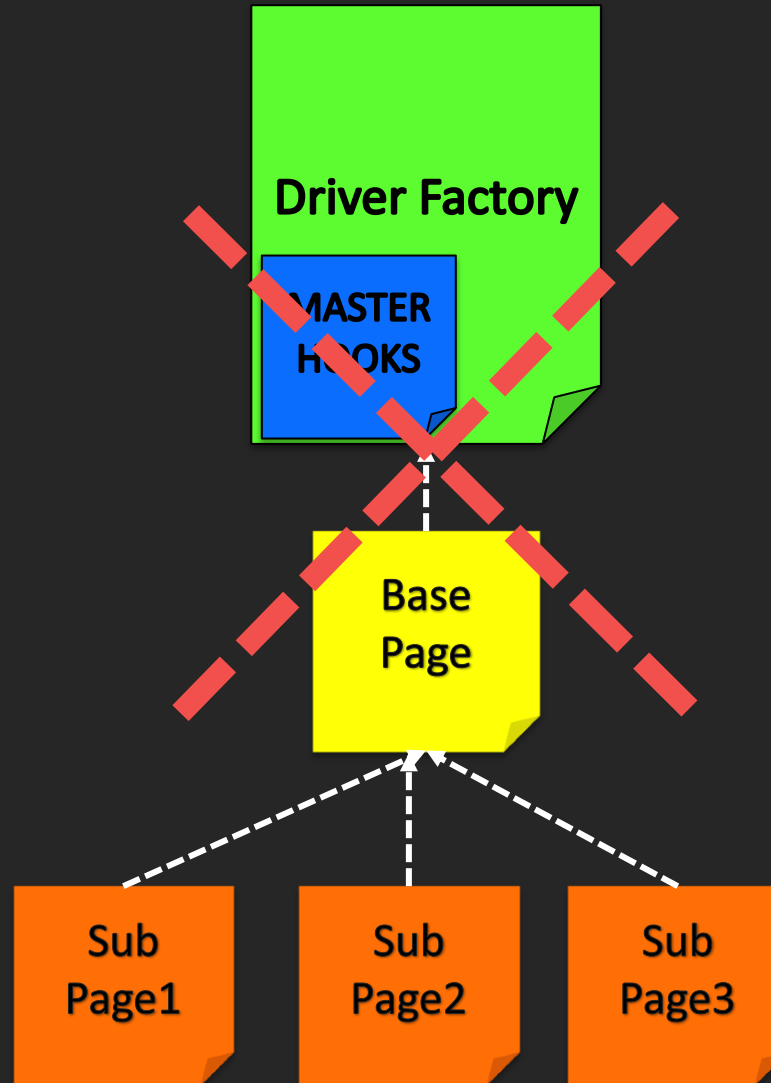 Driver Factory
MASTER
HOOKS
Base
Page
Sub
Page1
Sub
Page2
Sub
Page3